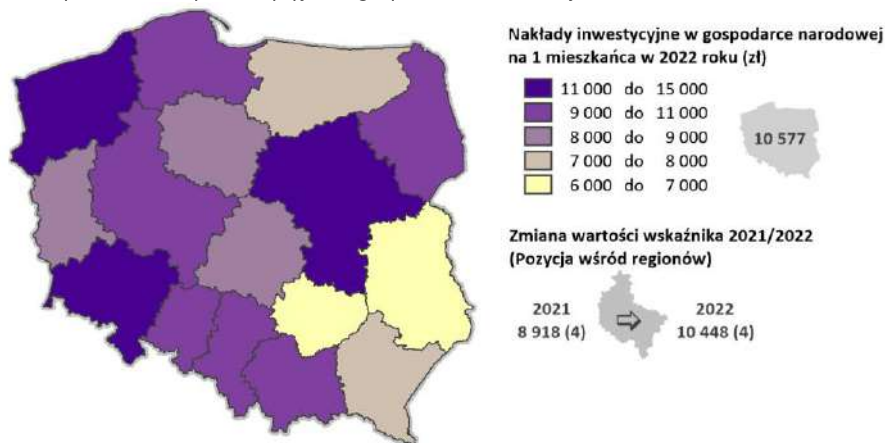 Nakłady inwestycyjne w gospodarce narodowej
na 1 mieszkańca w 2022 roku (zł)
11 000 do 15 000
9 000 do 11 000
8 000 do 9 000
7 000 do 8 000
6 000 do 7 000
10 577
Zmiana wartości wskaźnika 2021/2022
(Pozycja wśród regionów)
2021
8 918 (4)
2022
10 448 (4)